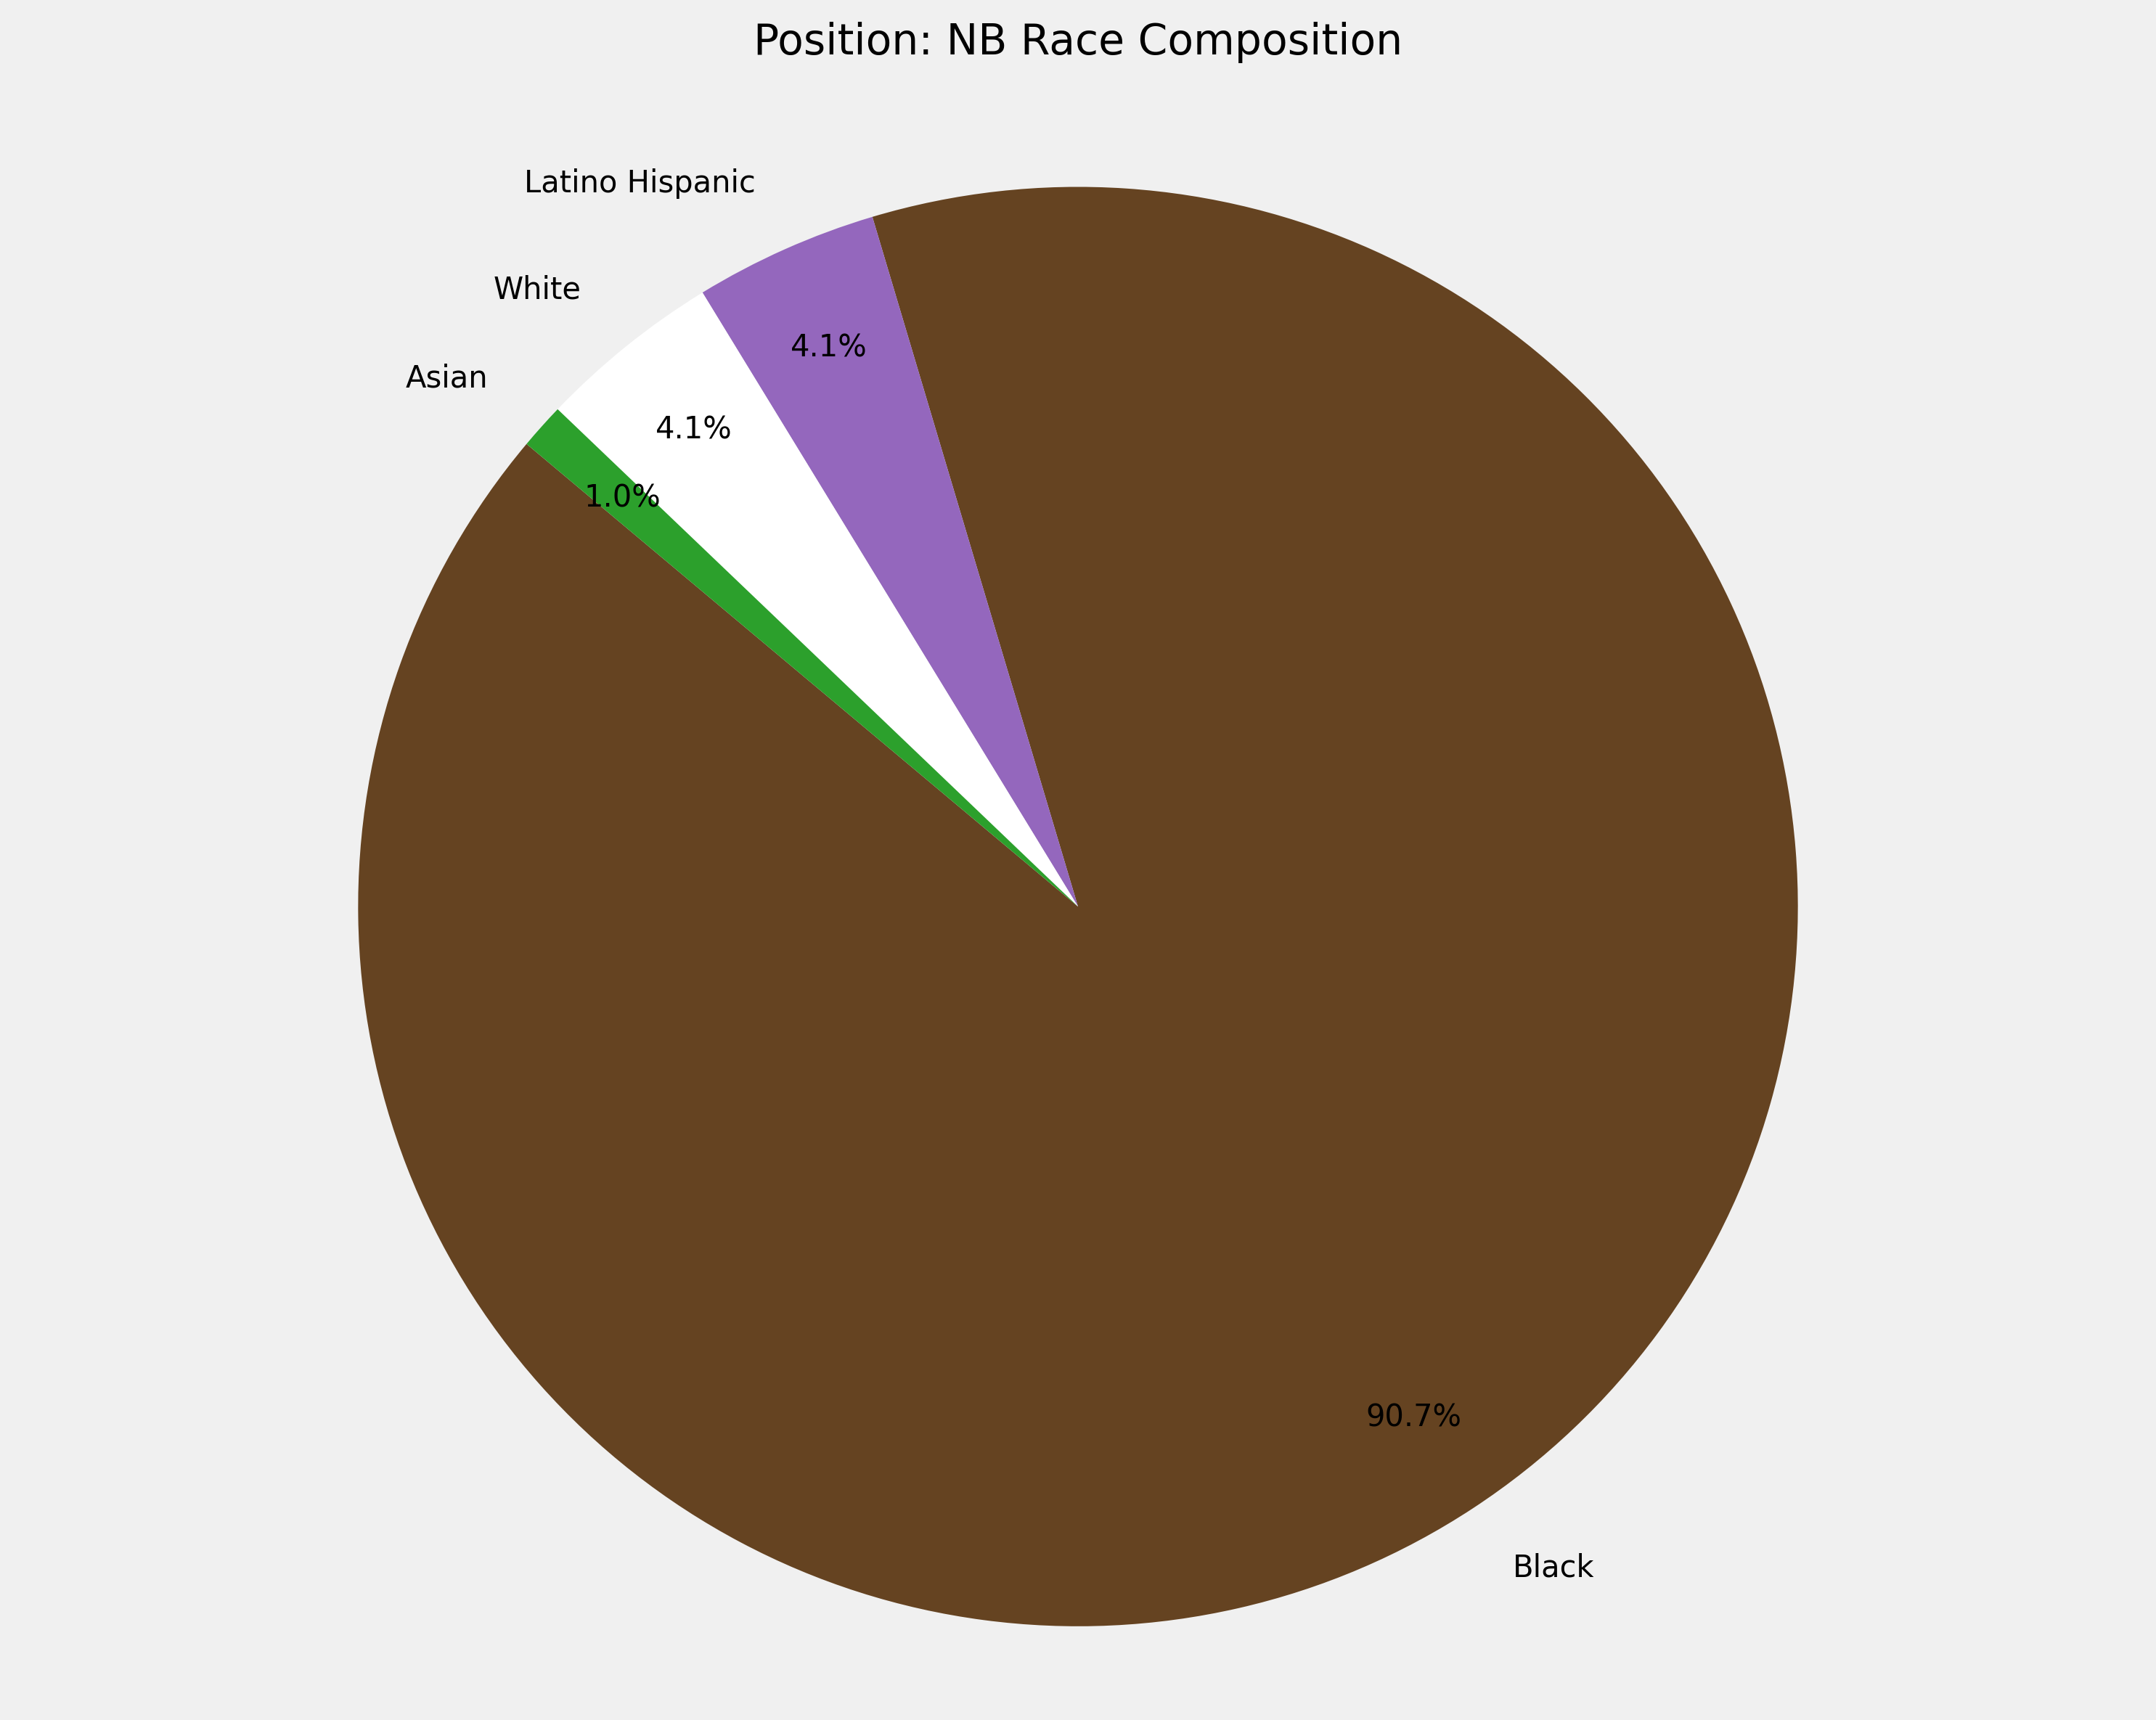 Position: NB Race Composition
Latino Hispanic
White
4.1%
Asian
4.1%
1.0%
90.7%
Black